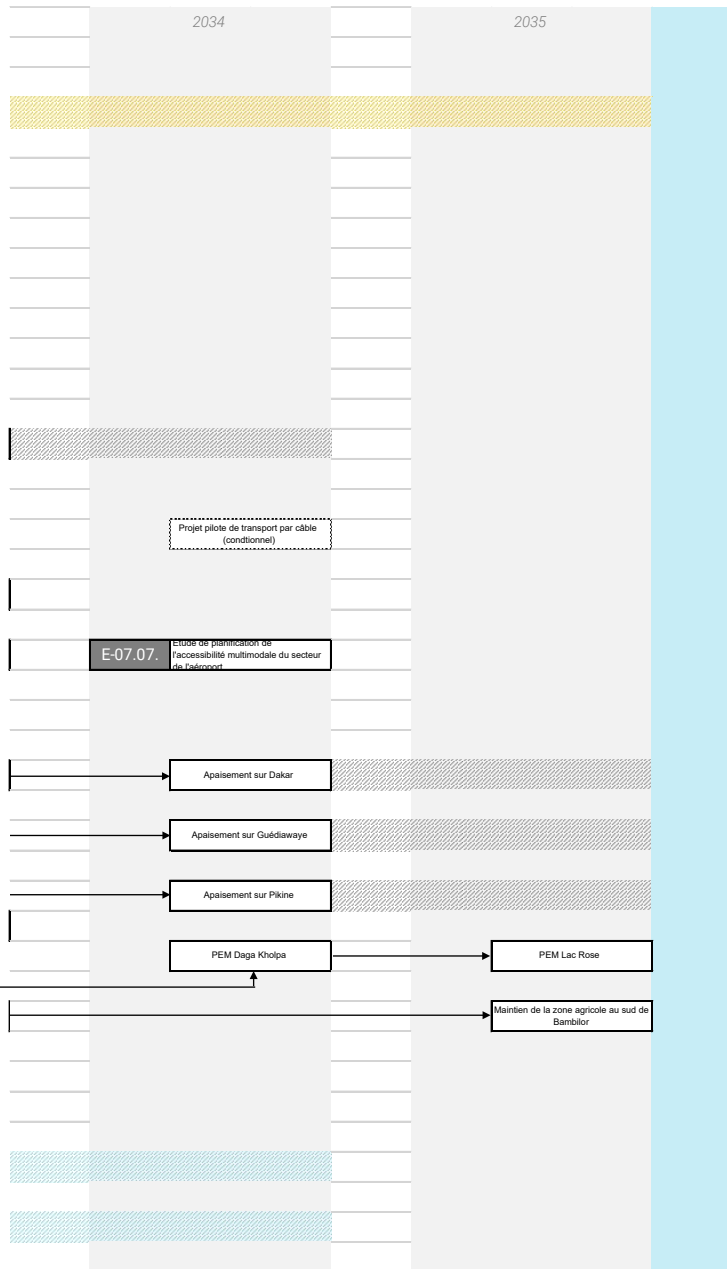 2034
2035
Projet pilote de transport par câble
(condtionnel)
E-07.07.
Etude de planification de
l'accessibilité multimodale du secteur
de l'aéroport
Apaisement sur Dakar
Apaisement sur Guédiawaye
Apaisement sur Pikine
PEM Daga Kholpa
PEM Lac Rose
Maintien de la zone agricole au sud de
Bambilor